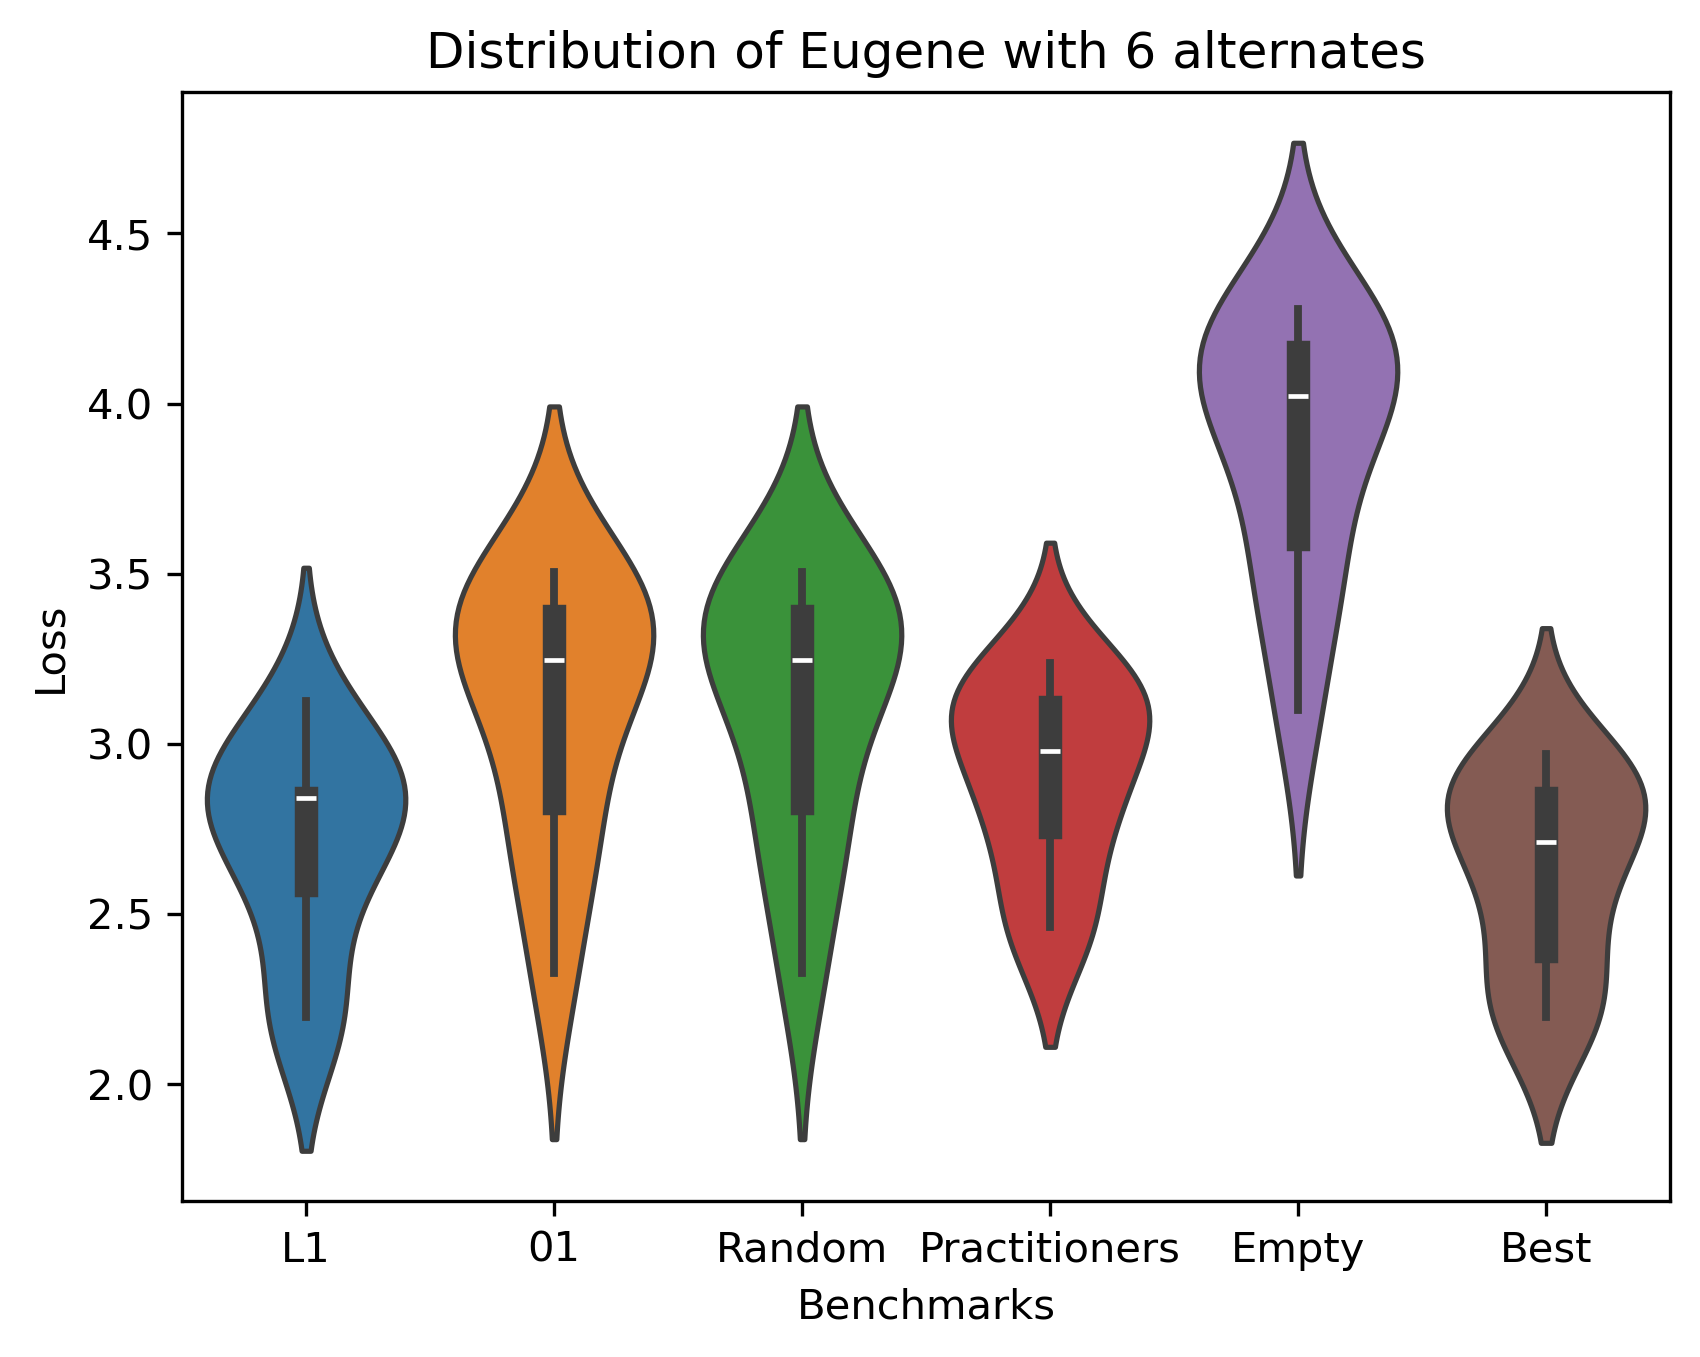 Distribution of Eugene with 6 alternates
4.5
4.0
3.5
3.0
2.5
2.0
Loss
L1 01 Random Practitioners Empty Best
Benchmarks